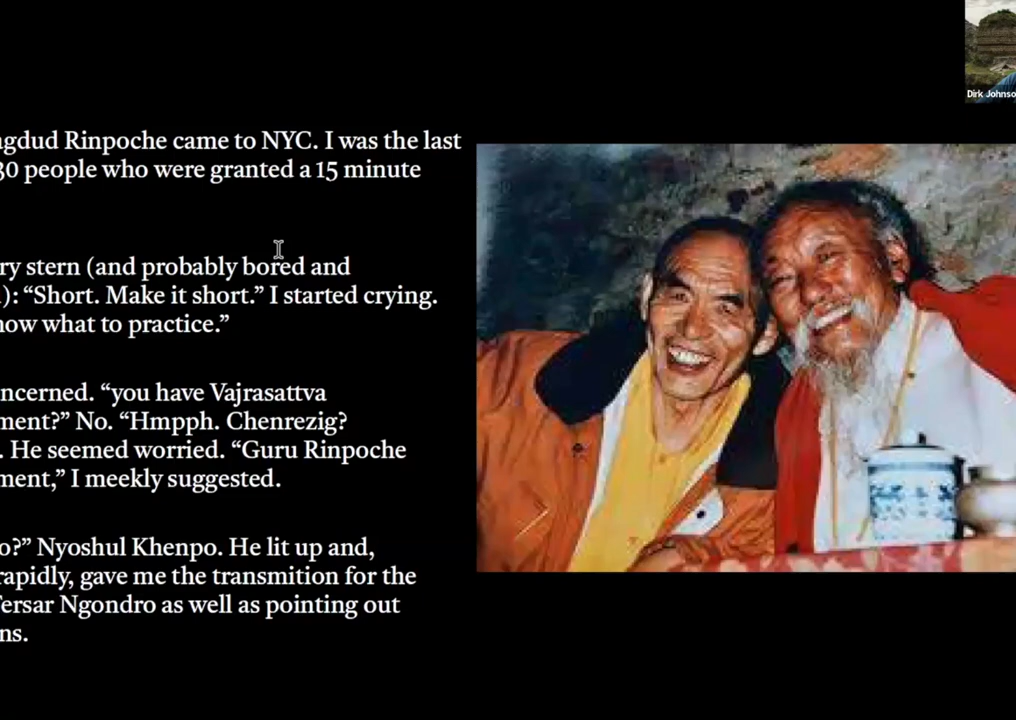 agdud Rinpoche came to NYC. I was the last
30 people who were granted a 15 minute
ry stern (and probably bored and
): “Short. Make it short.” I started crying.
now what to practice.”
ncerned. “you have Vajrasattva
ment?” No. “Hmpph. Chenrezig?
. He seemed worried. “Guru Rinpoche
ment,” I meekly suggested.
o?” Nyoshul Khenpo. He lit up and,
rapidly, gave me the transmition for the
Tersar Ngondro as well as pointing out
ns.
Dirk Johnso